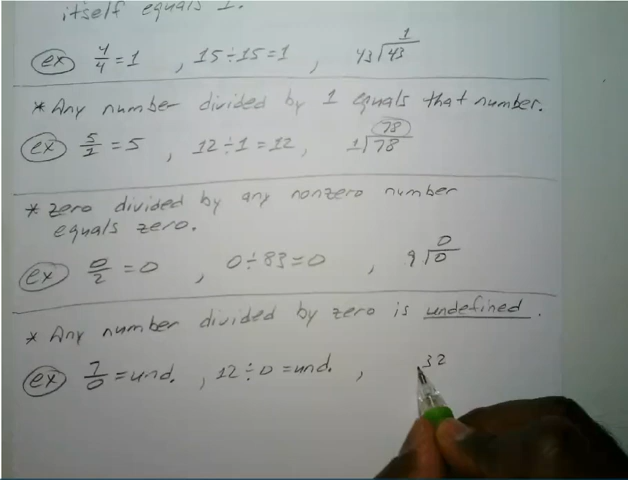 itself equals 1.
ex 4/4 = 1 , 15 ÷ 15 = 1 , 43⟌43 1
* Any number divided by 1 equals that number.
ex 5/1 = 5 , 12 ÷ 1 = 12 , 1⟌78 78
* zero divided by any nonzero number
equals zero.
ex 0/2 = 0 , 0 ÷ 83 = 0 , 9⟌0 0
* Any number divided by zero is undefined.
ex 7/0 = und. , 12 ÷ 0 = und. , 32